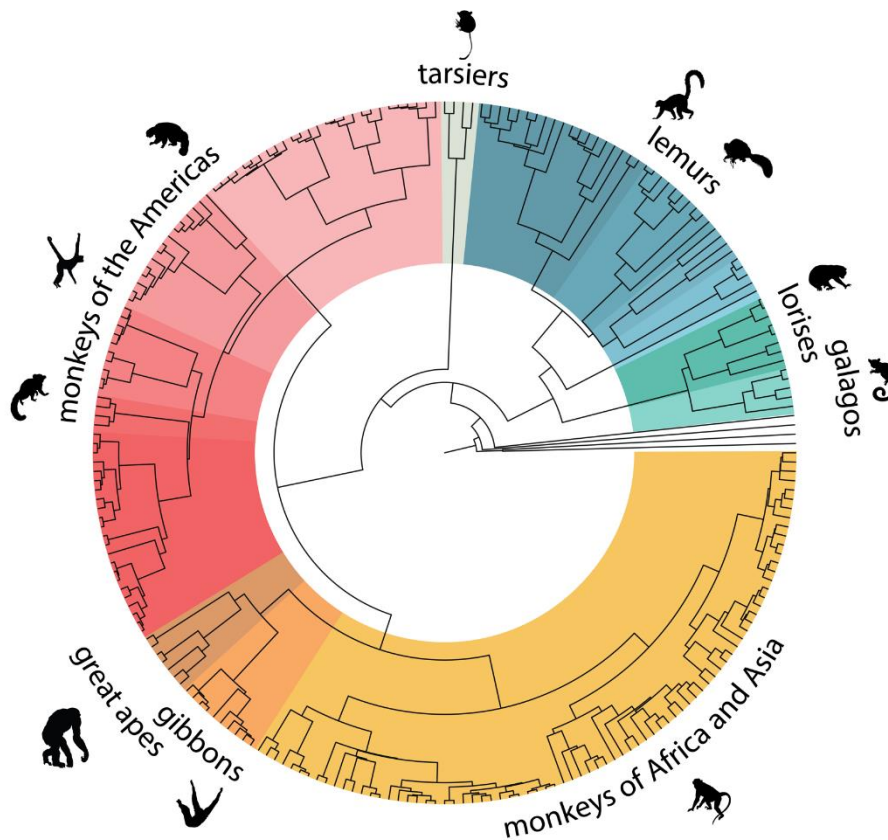 tarsiers
lemurs
lorises
galagos
monkeys of Africa and Asia
gibbons
great apes
monkeys of the Americas